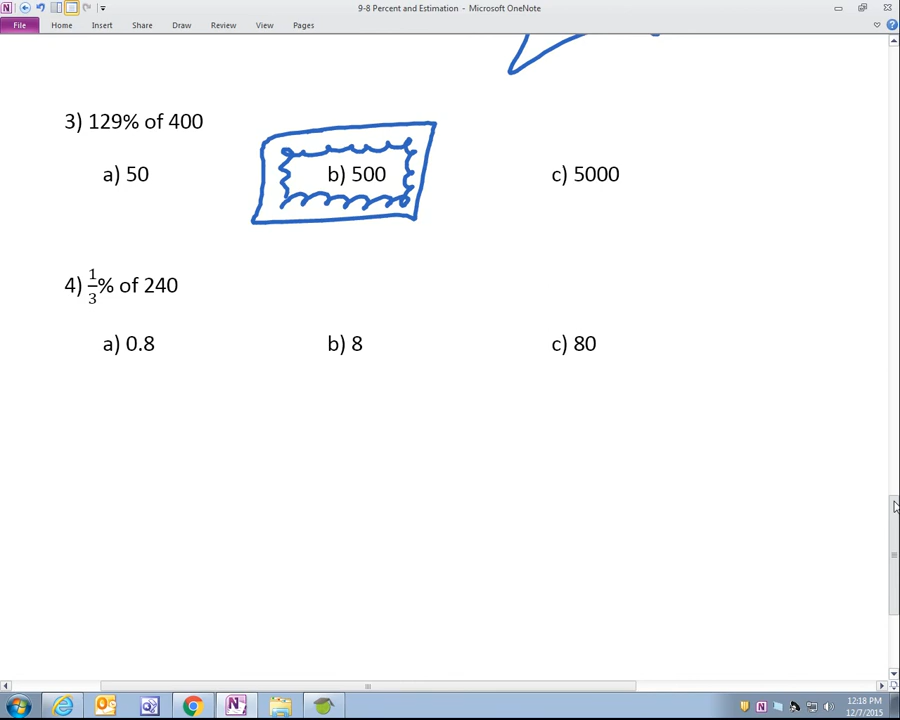 9-8 Percent and Estimation - Microsoft OneNote
File Home Insert Share Draw Review View Pages
3) 129% of 400
a) 50 b) 500 c) 5000
4) 1/3% of 240
a) 0.8 b) 8 c) 80
12:18 PM
12/7/2015